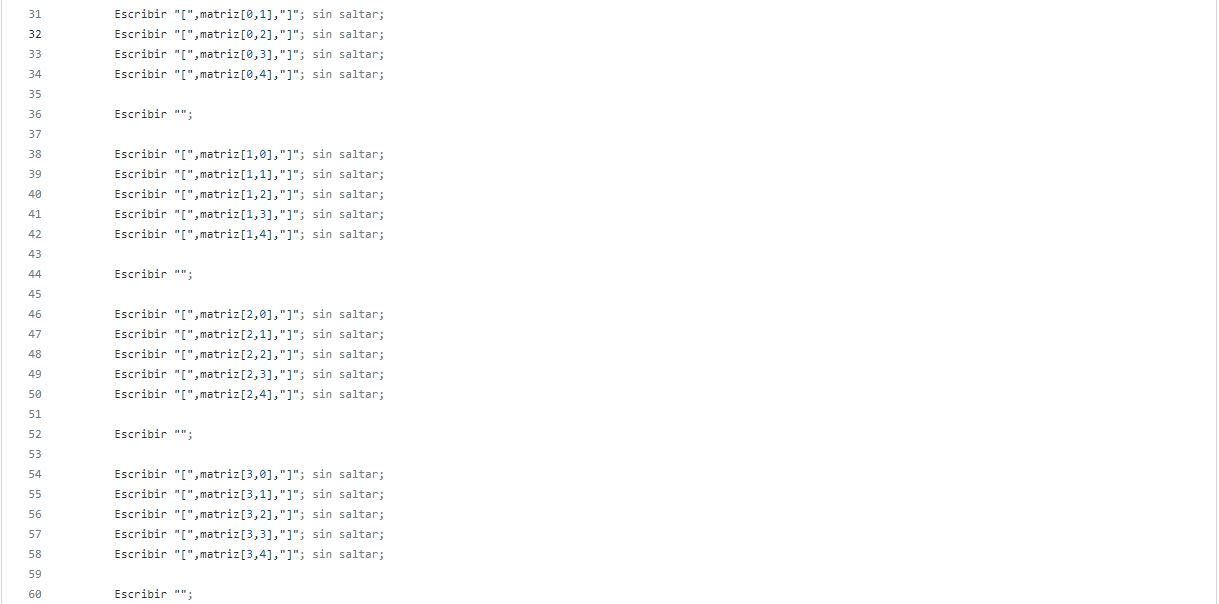 31 Escribir "[",matriz[0,1],"]"; sin saltar;
32 Escribir "[",matriz[0,2],"]"; sin saltar;
33 Escribir "[",matriz[0,3],"]"; sin saltar;
34 Escribir "[",matriz[0,4],"]"; sin saltar;
35
36 Escribir "";
37
38 Escribir "[",matriz[1,0],"]"; sin saltar;
39 Escribir "[",matriz[1,1],"]"; sin saltar;
40 Escribir "[",matriz[1,2],"]"; sin saltar;
41 Escribir "[",matriz[1,3],"]"; sin saltar;
42 Escribir "[",matriz[1,4],"]"; sin saltar;
43
44 Escribir "";
45
46 Escribir "[",matriz[2,0],"]"; sin saltar;
47 Escribir "[",matriz[2,1],"]"; sin saltar;
48 Escribir "[",matriz[2,2],"]"; sin saltar;
49 Escribir "[",matriz[2,3],"]"; sin saltar;
50 Escribir "[",matriz[2,4],"]"; sin saltar;
51
52 Escribir "";
53
54 Escribir "[",matriz[3,0],"]"; sin saltar;
55 Escribir "[",matriz[3,1],"]"; sin saltar;
56 Escribir "[",matriz[3,2],"]"; sin saltar;
57 Escribir "[",matriz[3,3],"]"; sin saltar;
58 Escribir "[",matriz[3,4],"]"; sin saltar;
59
60 Escribir "";